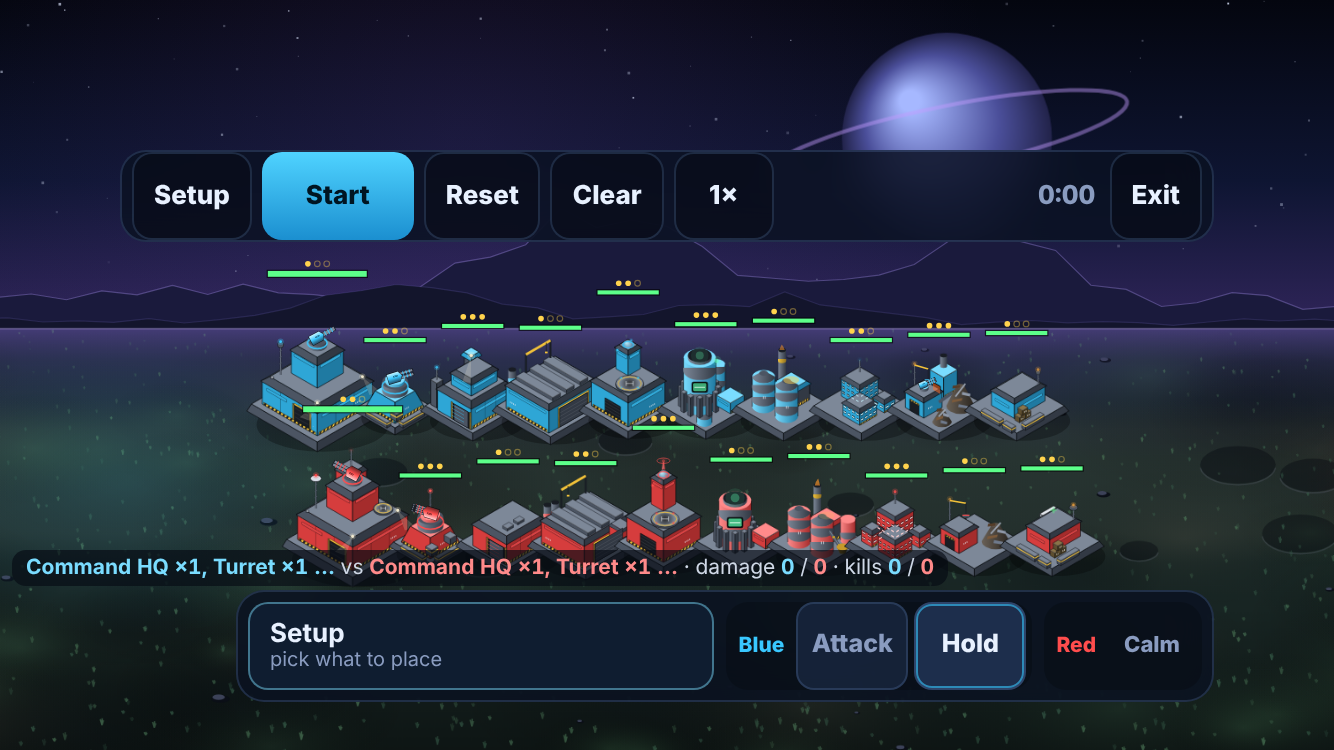 Setup Start Reset Clear 1× 0:00 Exit
Command HQ ×1, Turret ×1 ... vs Command HQ ×1, Turret ×1 ... · damage 0 / 0 · kills 0 / 0
Setup
pick what to place
Blue Attack Hold Red Calm